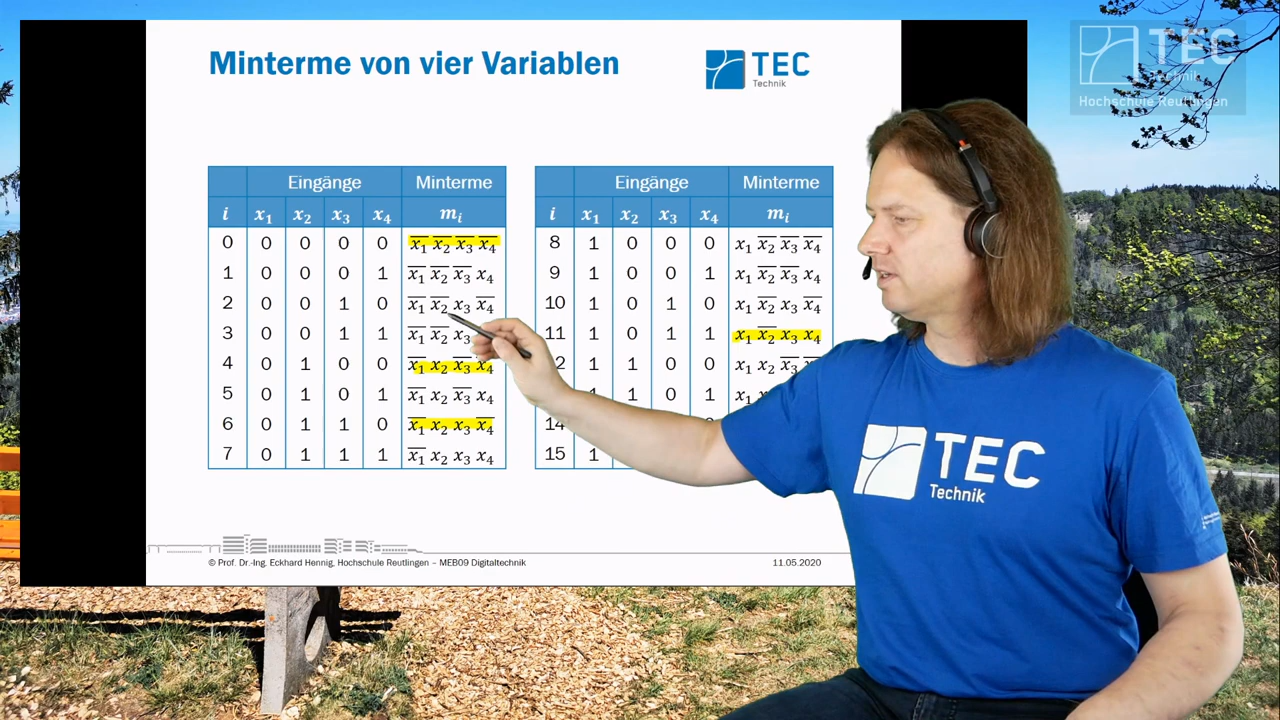 Minterme von vier Variablen
TEC
Technik
TEC
Technik
Hochschule Reutlingen
Eingänge Minterme
i x₁ x₂ x₃ x₄ mᵢ
0 0 0 0 0 x̅₁ x̅₂ x̅₃ x̅₄
1 0 0 0 1 x̅₁ x̅₂ x̅₃ x₄
2 0 0 1 0 x̅₁ x̅₂ x₃ x̅₄
3 0 0 1 1 x̅₁ x̅₂ x₃
4 0 1 0 0 x̅₁ x₂ x̅₃ x̅₄
5 0 1 0 1 x̅₁ x₂ x̅₃ x₄
6 0 1 1 0 x̅₁ x₂ x₃ x̅₄
7 0 1 1 1 x̅₁ x₂ x₃ x₄
Eingänge Minterme
i x₁ x₂ x₃ x₄ mᵢ
8 1 0 0 0 x₁ x̅₂ x̅₃ x̅₄
9 1 0 0 1 x₁ x̅₂ x̅₃ x₄
10 1 0 1 0 x₁ x̅₂ x₃ x̅₄
11 1 0 1 1 x₁ x̅₂ x₃ x₄
2 1 1 0 0 x₁ x₂ x̅₃
1 1 0 1 x₁
14
15 1
TEC
Technik
© Prof. Dr.-Ing. Eckhard Hennig, Hochschule Reutlingen – MEB09 Digitaltechnik
11.05.2020